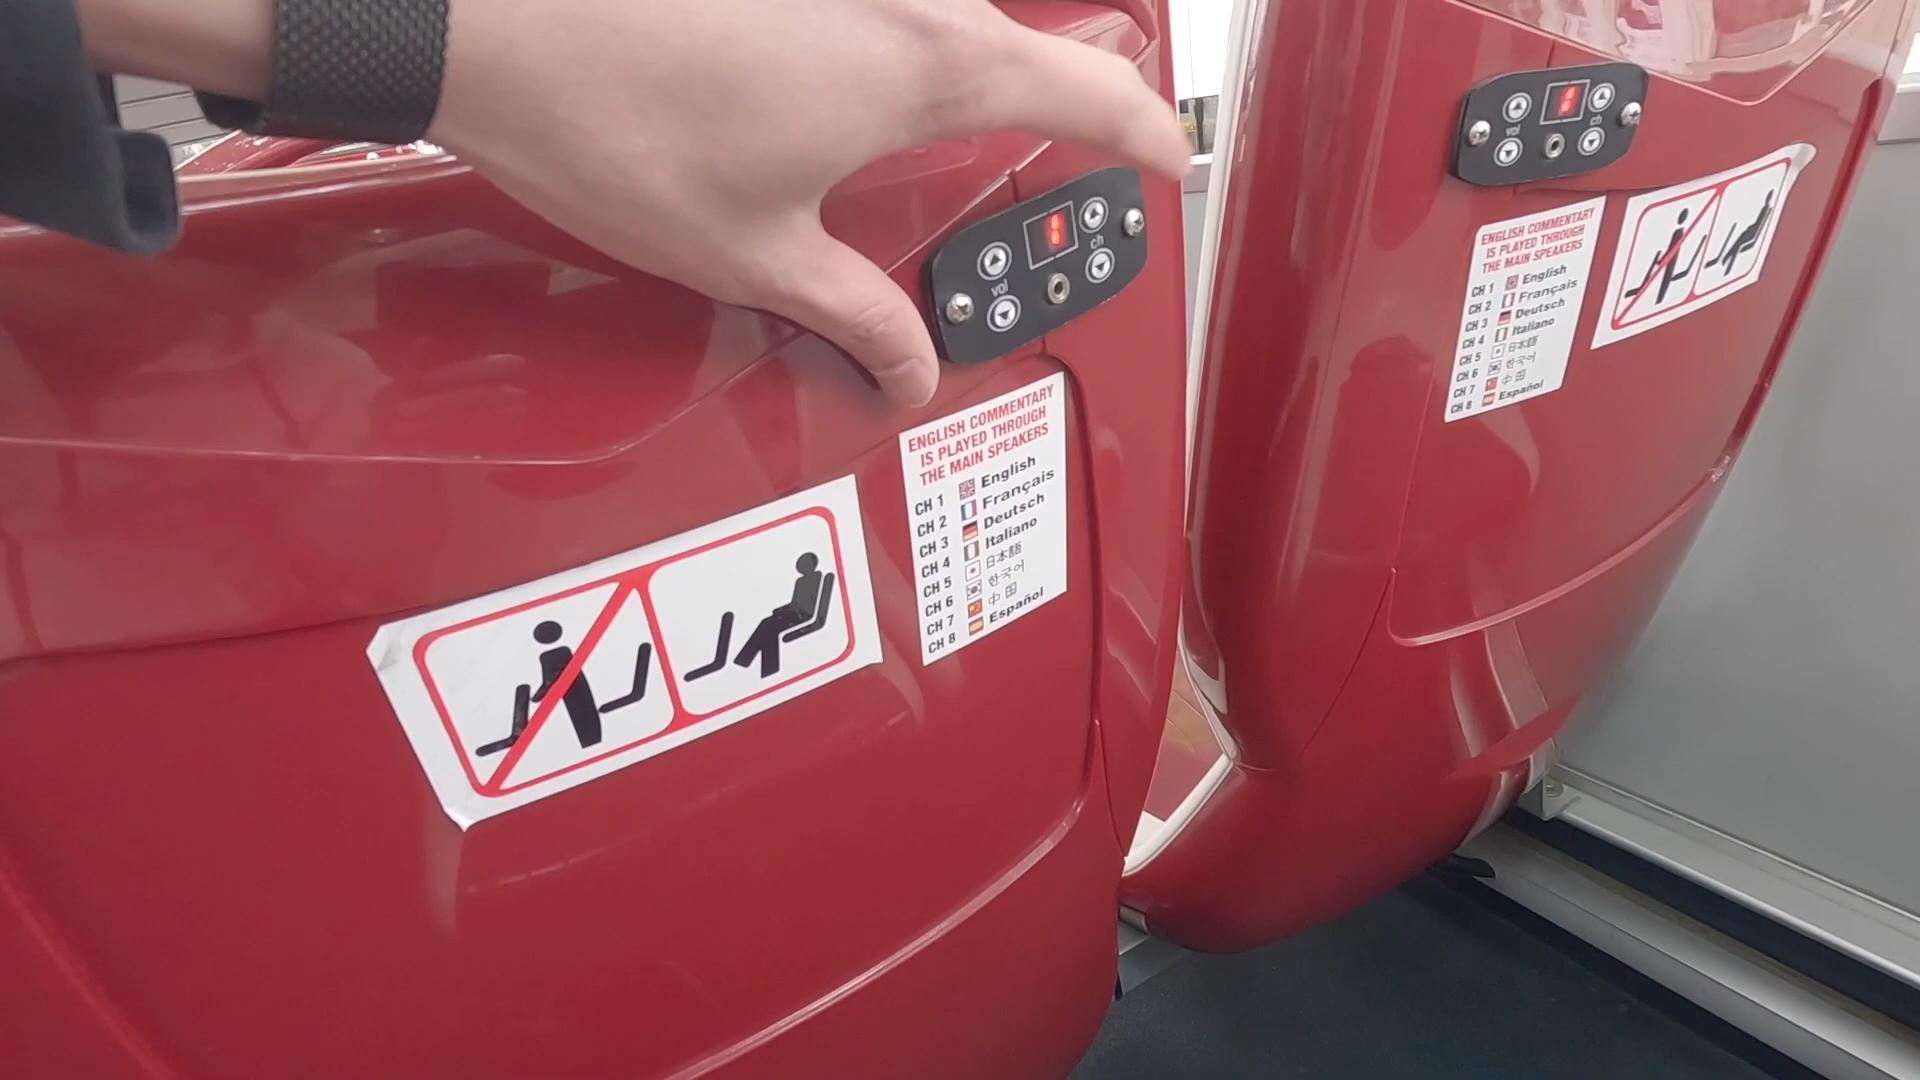 vol
ch
ENGLISH COMMENTARY
IS PLAYED THROUGH
THE MAIN SPEAKERS
CH 1 English
CH 2 Français
CH 3 Deutsch
CH 4 Italiano
CH 5 日本語
CH 6 한국어
CH 7 中国
CH 8 Español
vol
ch
ENGLISH COMMENTARY
IS PLAYED THROUGH
THE MAIN SPEAKERS
CH 1 English
CH 2 Français
CH 3 Deutsch
CH 4 Italiano
CH 5 日本語
CH 6 한국어
CH 7 中国
CH 8 Español